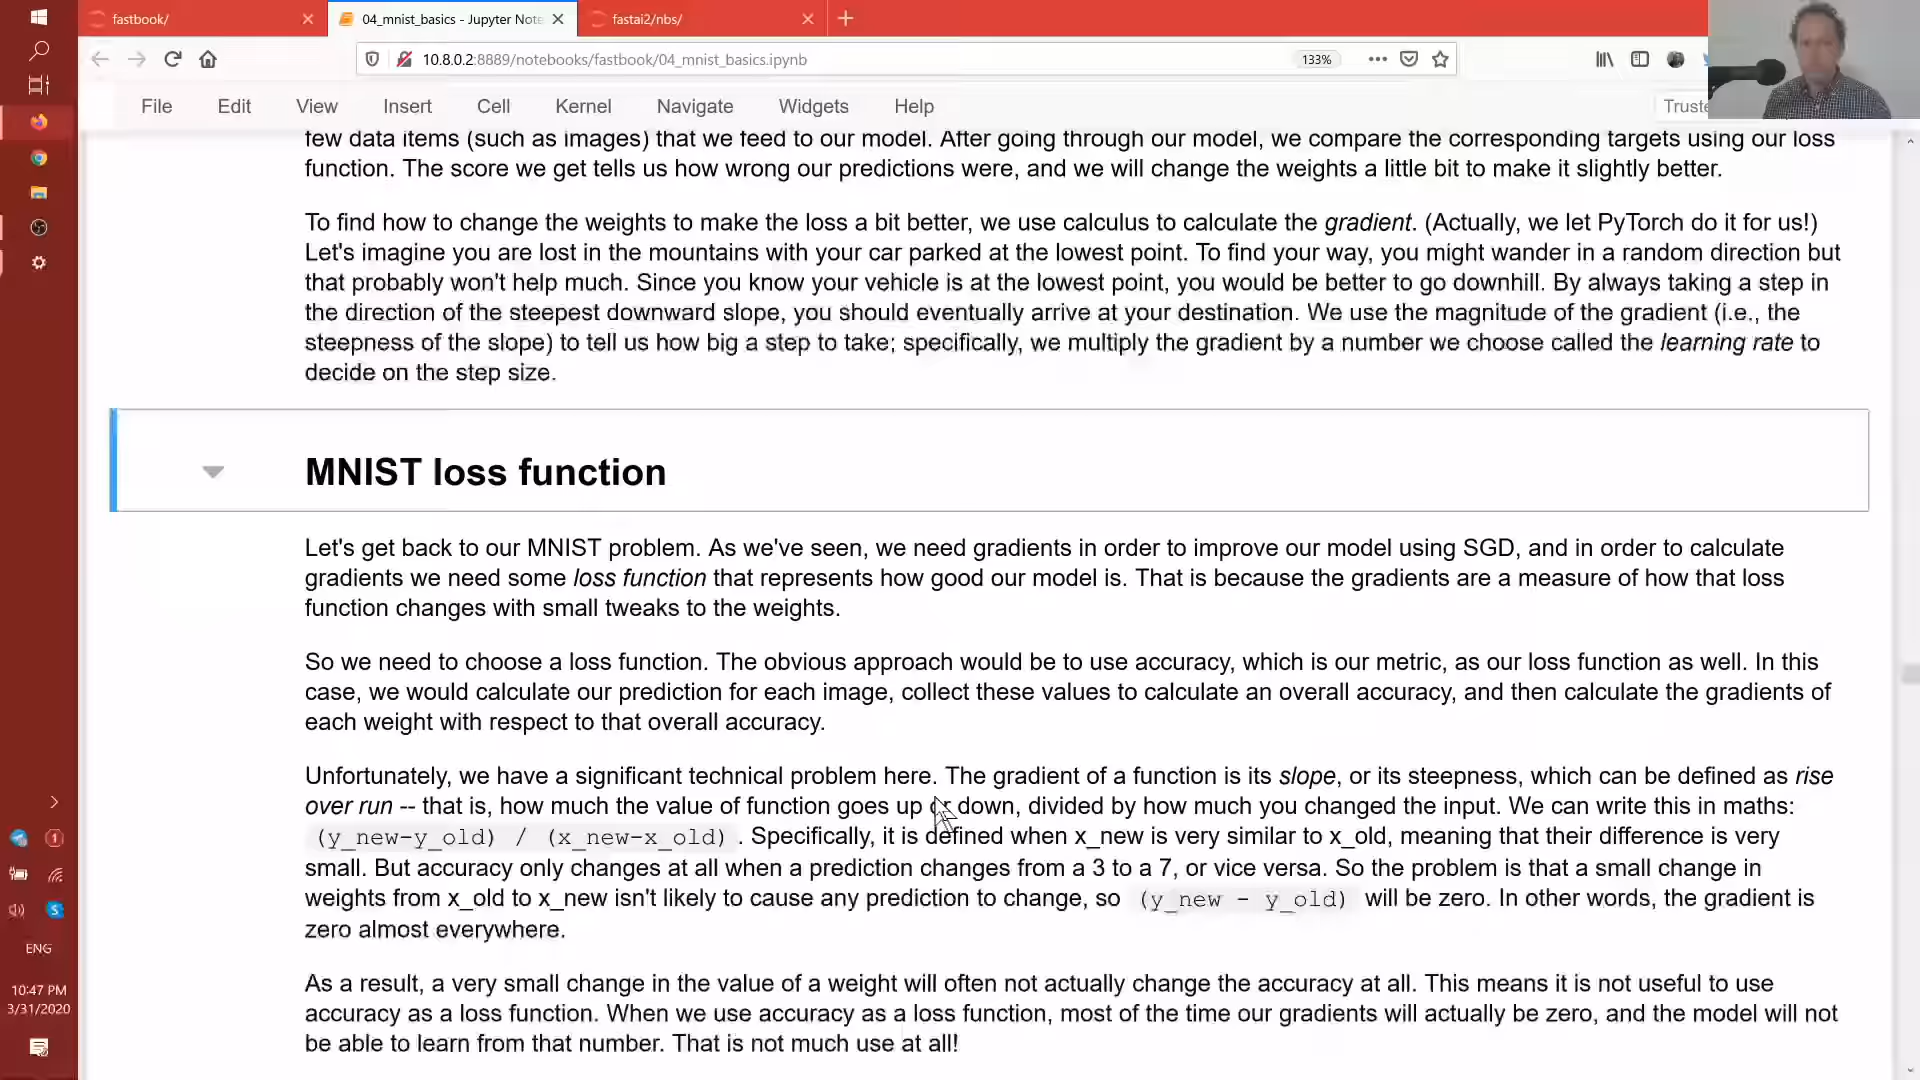 fastbook/
04_mnist_basics - Jupyter Note
fastai2/nbs/
10.8.0.2:8889/notebooks/fastbook/04_mnist_basics.ipynb
133%
File Edit View Insert Cell Kernel Navigate Widgets Help
few data items (such as images) that we feed to our model. After going through our model, we compare the corresponding targets using our loss
function. The score we get tells us how wrong our predictions were, and we will change the weights a little bit to make it slightly better.
To find how to change the weights to make the loss a bit better, we use calculus to calculate the gradient. (Actually, we let PyTorch do it for us!)
Let's imagine you are lost in the mountains with your car parked at the lowest point. To find your way, you might wander in a random direction but
that probably won't help much. Since you know your vehicle is at the lowest point, you would be better to go downhill. By always taking a step in
the direction of the steepest downward slope, you should eventually arrive at your destination. We use the magnitude of the gradient (i.e., the
steepness of the slope) to tell us how big a step to take; specifically, we multiply the gradient by a number we choose called the learning rate to
decide on the step size.
MNIST loss function
Let's get back to our MNIST problem. As we've seen, we need gradients in order to improve our model using SGD, and in order to calculate
gradients we need some loss function that represents how good our model is. That is because the gradients are a measure of how that loss
function changes with small tweaks to the weights.
So we need to choose a loss function. The obvious approach would be to use accuracy, which is our metric, as our loss function as well. In this
case, we would calculate our prediction for each image, collect these values to calculate an overall accuracy, and then calculate the gradients of
each weight with respect to that overall accuracy.
Unfortunately, we have a significant technical problem here. The gradient of a function is its slope, or its steepness, which can be defined as rise
over run -- that is, how much the value of function goes up or down, divided by how much you changed the input. We can write this in maths:
(y_new-y_old) / (x_new-x_old) . Specifically, it is defined when x_new is very similar to x_old, meaning that their difference is very
small. But accuracy only changes at all when a prediction changes from a 3 to a 7, or vice versa. So the problem is that a small change in
weights from x_old to x_new isn't likely to cause any prediction to change, so (y_new - y_old) will be zero. In other words, the gradient is
zero almost everywhere.
As a result, a very small change in the value of a weight will often not actually change the accuracy at all. This means it is not useful to use
accuracy as a loss function. When we use accuracy as a loss function, most of the time our gradients will actually be zero, and the model will not
be able to learn from that number. That is not much use at all!
ENG
10:47 PM
3/31/2020